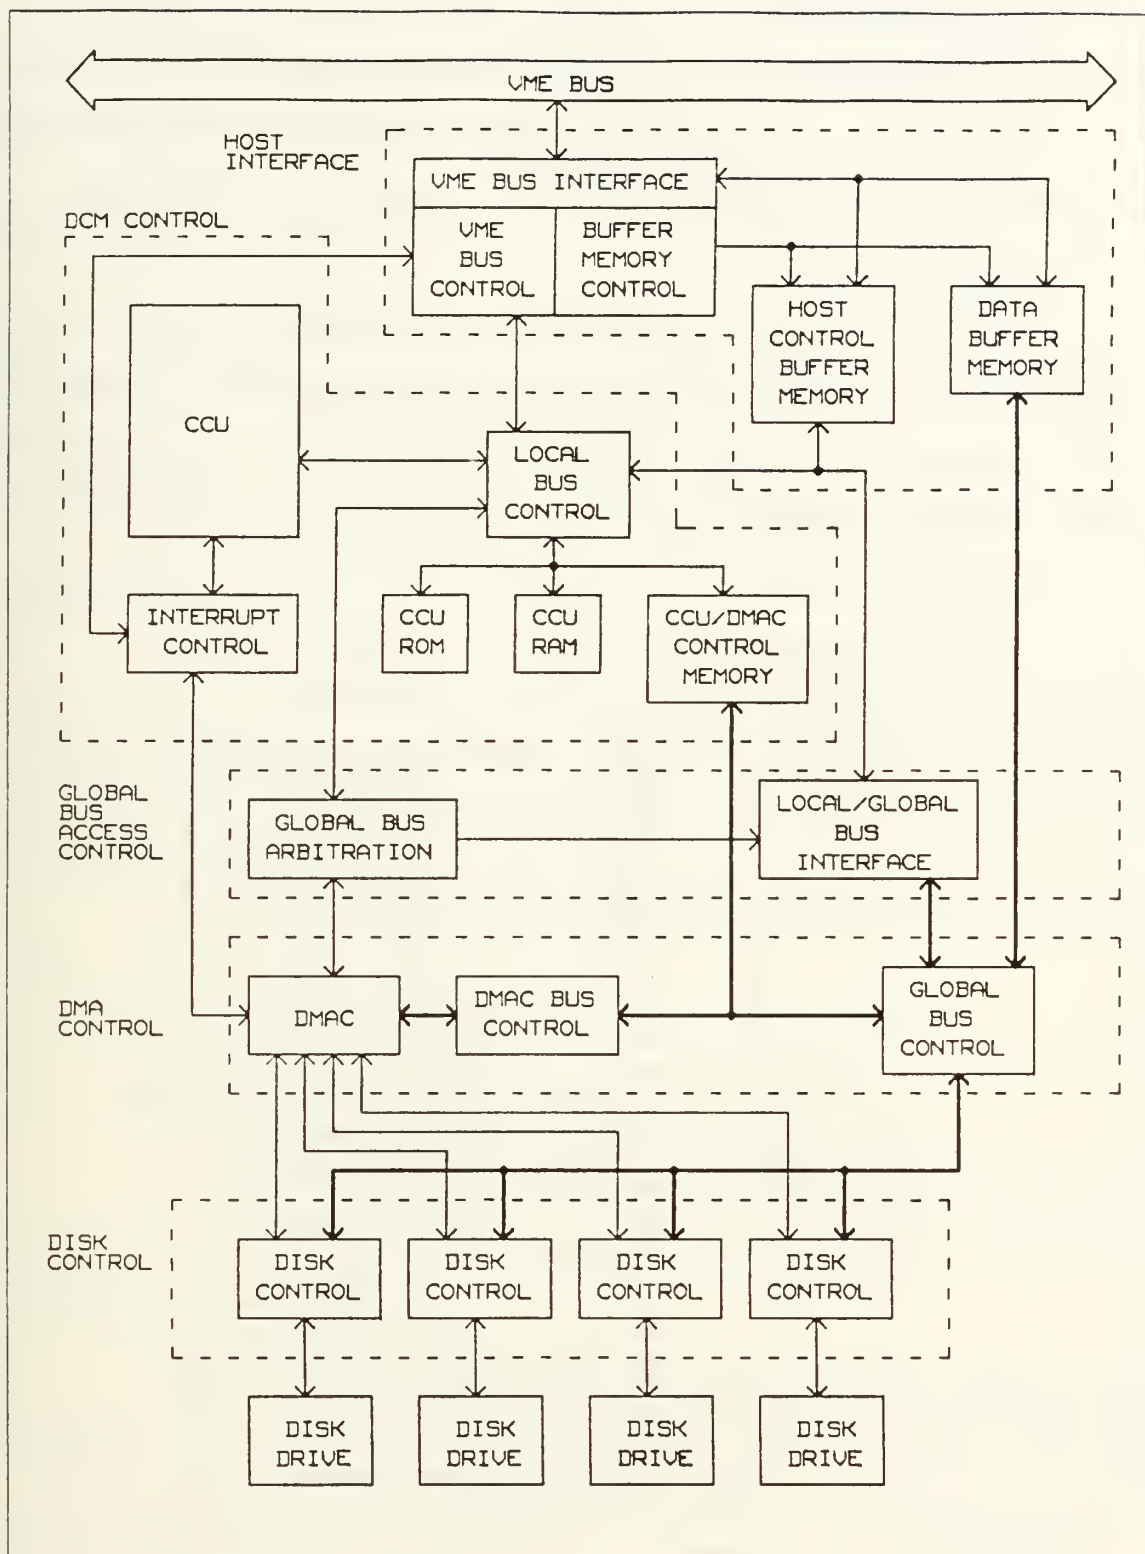 VME BUS
HOST
INTERFACE
VME BUS INTERFACE
DCM CONTROL
VME
BUS
CONTROL
BUFFER
MEMORY
CONTROL
HOST
CONTROL
BUFFER
MEMORY
DATA
BUFFER
MEMORY
CCU
LOCAL
BUS
CONTROL
INTERRUPT
CONTROL
CCU
ROM
CCU
RAM
CCU/DMAC
CONTROL
MEMORY
GLOBAL
BUS
ACCESS
CONTROL
GLOBAL BUS
ARBITRATION
LOCAL/GLOBAL
BUS
INTERFACE
DMA
CONTROL
DMAC
DMAC BUS
CONTROL
GLOBAL
BUS
CONTROL
DISK
CONTROL
DISK
CONTROL
DISK
CONTROL
DISK
CONTROL
DISK
CONTROL
DISK
DRIVE
DISK
DRIVE
DISK
DRIVE
DISK
DRIVE